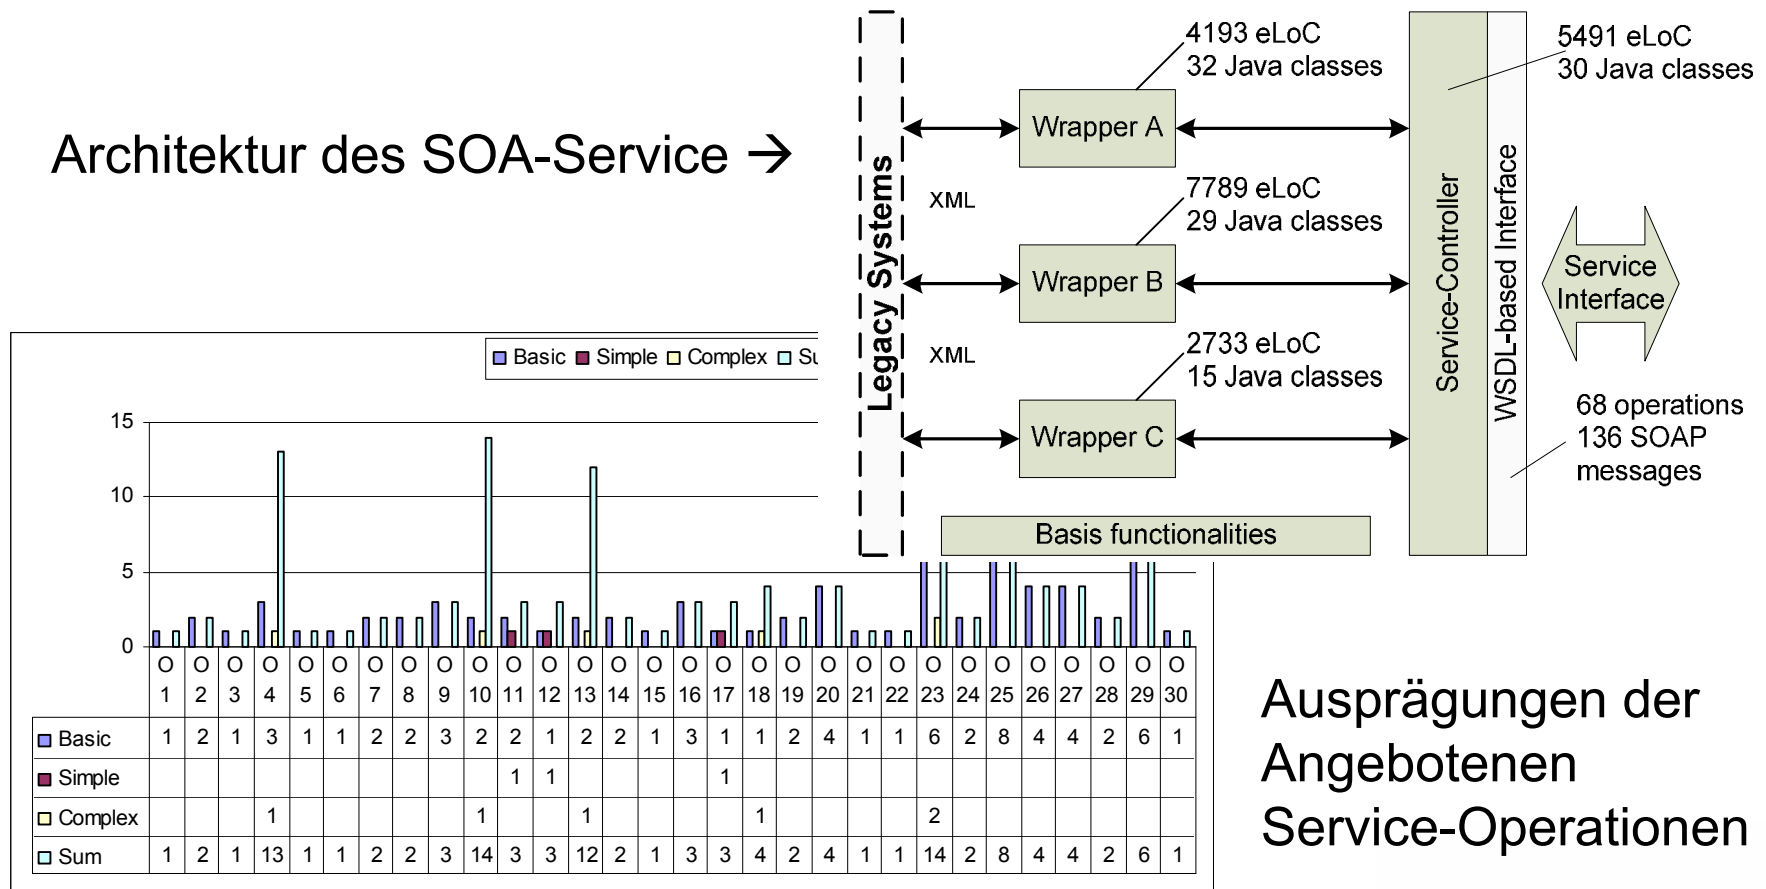 Architektur des SOA-Service →
Legacy Systems
XML
XML
4193 eLoC
32 Java classes
Wrapper A
7789 eLoC
29 Java classes
Wrapper B
2733 eLoC
15 Java classes
Wrapper C
Basis functionalities
Service-Controller
WSDL-based Interface
5491 eLoC
30 Java classes
Service
Interface
68 operations
136 SOAP
messages
Basic Simple Complex
15
10
5
0
O O O O O O O O O O O O O O O O O O O O O O O O O O O O O O
1 2 3 4 5 6 7 8 9 10 11 12 13 14 15 16 17 18 19 20 21 22 23 24 25 26 27 28 29 30
Basic 1 2 1 3 1 1 2 2 3 2 2 1 2 2 1 3 1 1 2 4 1 1 6 2 8 4 4 2 6 1
Simple 1 1 1
Complex 1 1 1 1 2
Sum 1 2 1 13 1 1 2 2 3 14 3 3 12 2 1 3 3 4 2 4 1 1 14 2 8 4 4 2 6 1
Ausprägungen der
Angebotenen
Service-Operationen